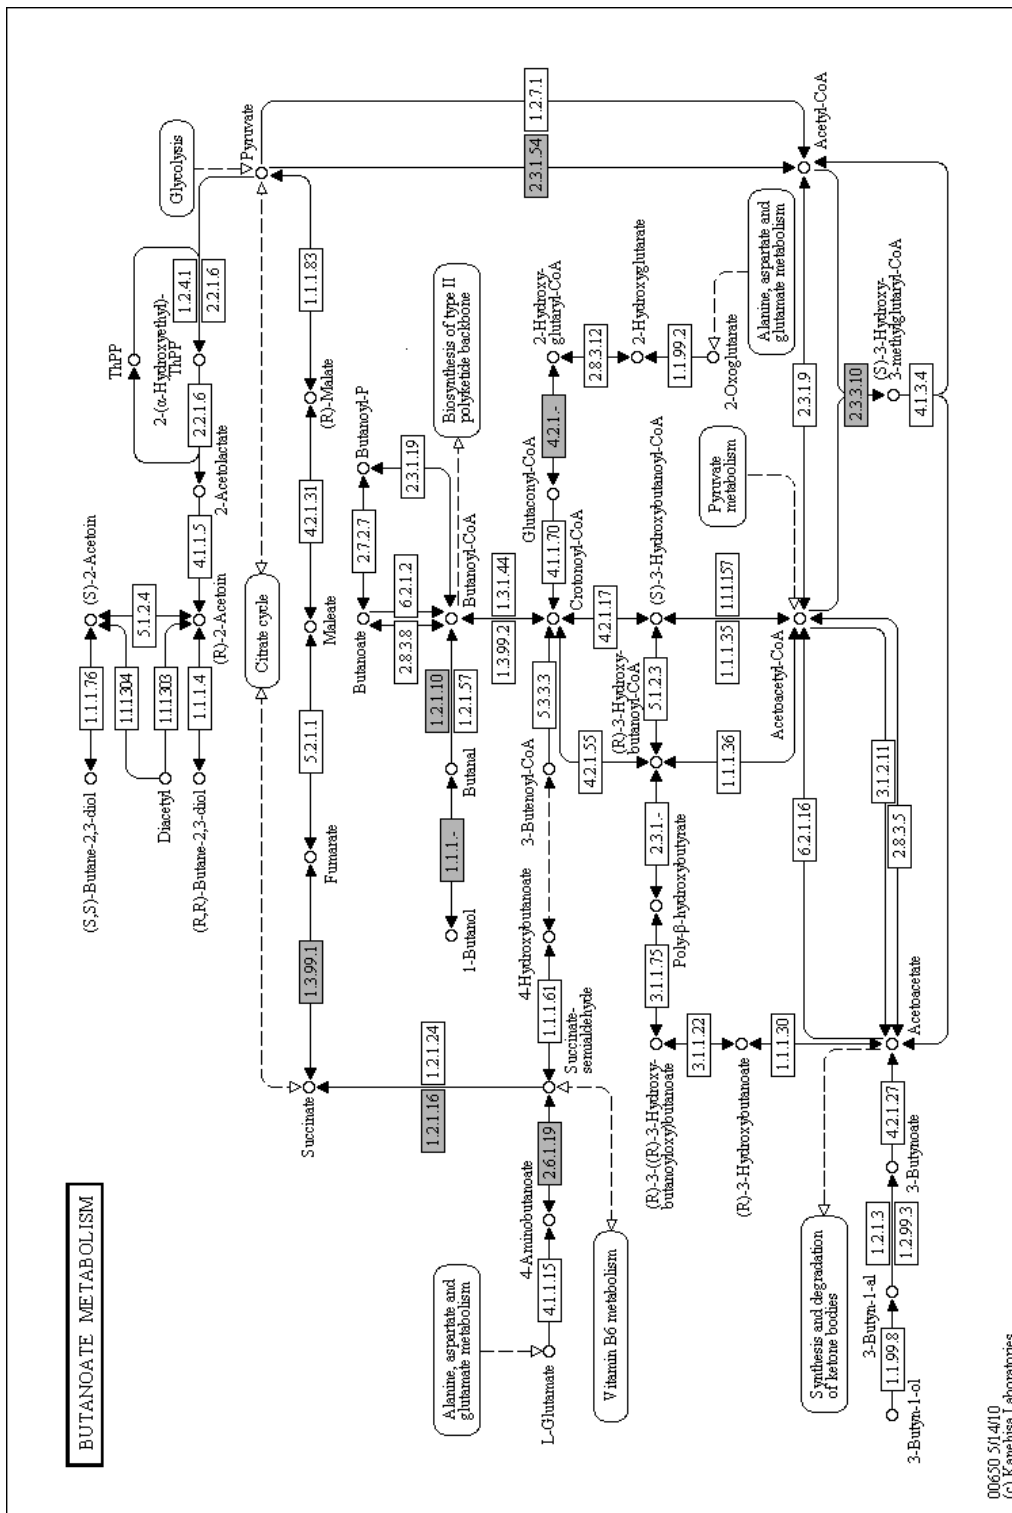 BUTANOATE METABOLISM
Alanine, aspartate and
glutamate metabolism
L-Glutamate
4.1.1.15
4-Aminobutanoate
2.6.1.19
Succinate-
semialdehyde
Vitamin B6 metabolism
1.2.1.16
1.2.1.24
Succinate
1.3.99.1
Fumarate
5.2.1.1
Maleate
4.2.1.31
(R)-Malate
1.1.1.83
Pyruvate
Glycolysis
Citrate cycle
(S,S)-Butane-2,3-diol
1.1.1.76
(S)-2-Acetoin
1.1.1304
Diacetyl
1.1.1303
5.1.2.4
(R,R)-Butane-2,3-diol
1.1.1.4
(R)-2-Acetoin
4.1.1.5
2-Acetolactate
2.2.1.6
ThPP
2-(α-Hydroxyethyl)-
ThPP
1.2.4.1
2.2.1.6
1.2.7.1
2.3.1.54
Acetyl-CoA
1-Butanol
1.1.1.-
Butanal
1.2.1.10
1.2.1.57
Butanoate
2.7.2.7
Butanoyl-P
6.2.1.2
2.8.3.8
2.3.1.19
Butanoyl-CoA
Biosynthesis of type II
polyketide backbone
1.3.1.44
1.3.99.2
1.1.1.61
4-Hydroxybutanoate
3-Butenoyl-CoA
5.3.3.3
Crotonoyl-CoA
4.1.1.70
Glutaconyl-CoA
4.2.1.-
2-Hydroxy-
glutaryl-CoA
2.8.3.12
2-Hydroxyglutarate
1.1.99.2
2-Oxoglutarate
Alanine, aspartate and
glutamate metabolism
4.2.1.55
4.2.1.17
(R)-3-((R)-3-Hydroxy-
butanoyloxy)butanoate
3.1.1.75
Poly-β-hydroxybutyrate
2.3.1.-
(R)-3-Hydroxy-
butanoyl-CoA
5.1.2.3
(S)-3-Hydroxybutanoyl-CoA
3.1.1.22
(R)-3-Hydroxybutanoate
1.1.1.30
1.1.1.36
1.1.1.35
1.1.1.157
Acetoacetyl-CoA
Pyruvate
metabolism
2.3.1.9
2.3.3.10
(S)-3-Hydroxy-
3-methylglutaryl-CoA
4.1.3.4
6.2.1.16
3.1.2.11
2.8.3.5
Synthesis and degradation
of ketone bodies
3-Butyn-1-ol
1.1.99.8
3-Butyn-1-al
1.2.1.3
1.2.99.3
3-Butynoate
4.2.1.27
Acetoacetate
00650 5/14/10
(c) Kanehisa Laboratories